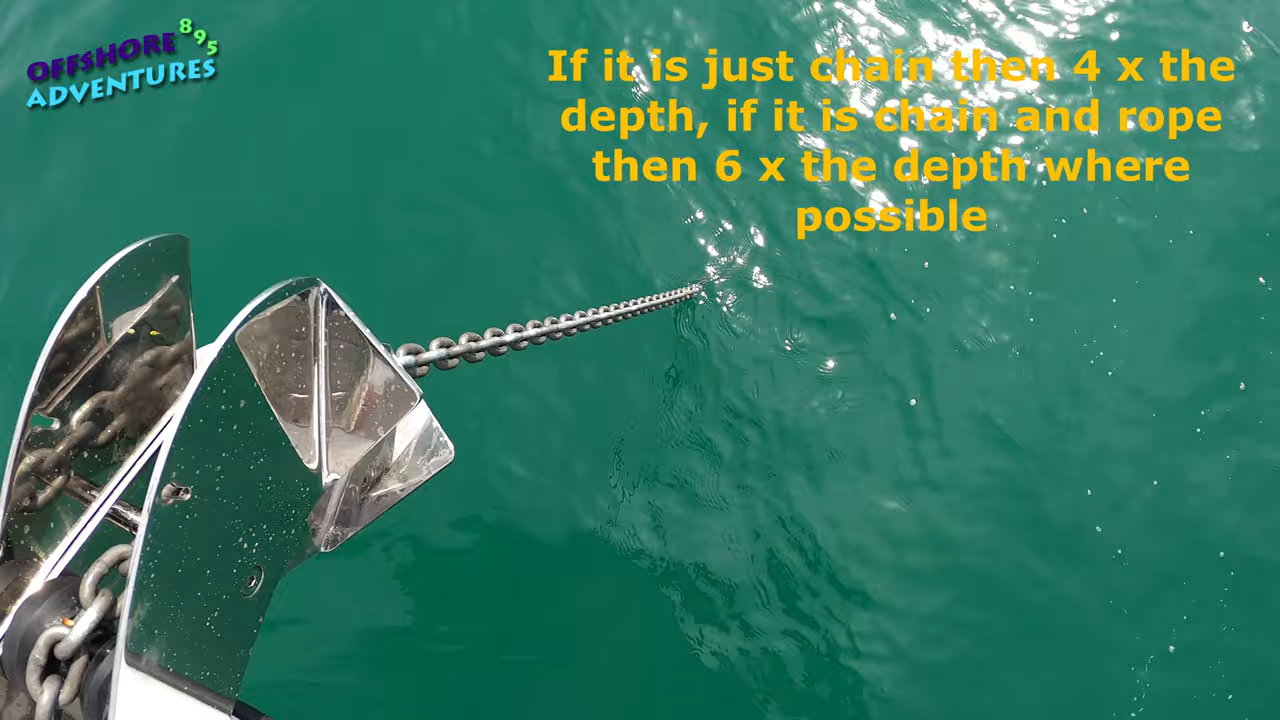 OFFSHORE 895
ADVENTURES
If it is just chain then 4 x the
depth, if it is chain and rope
then 6 x the depth where
possible